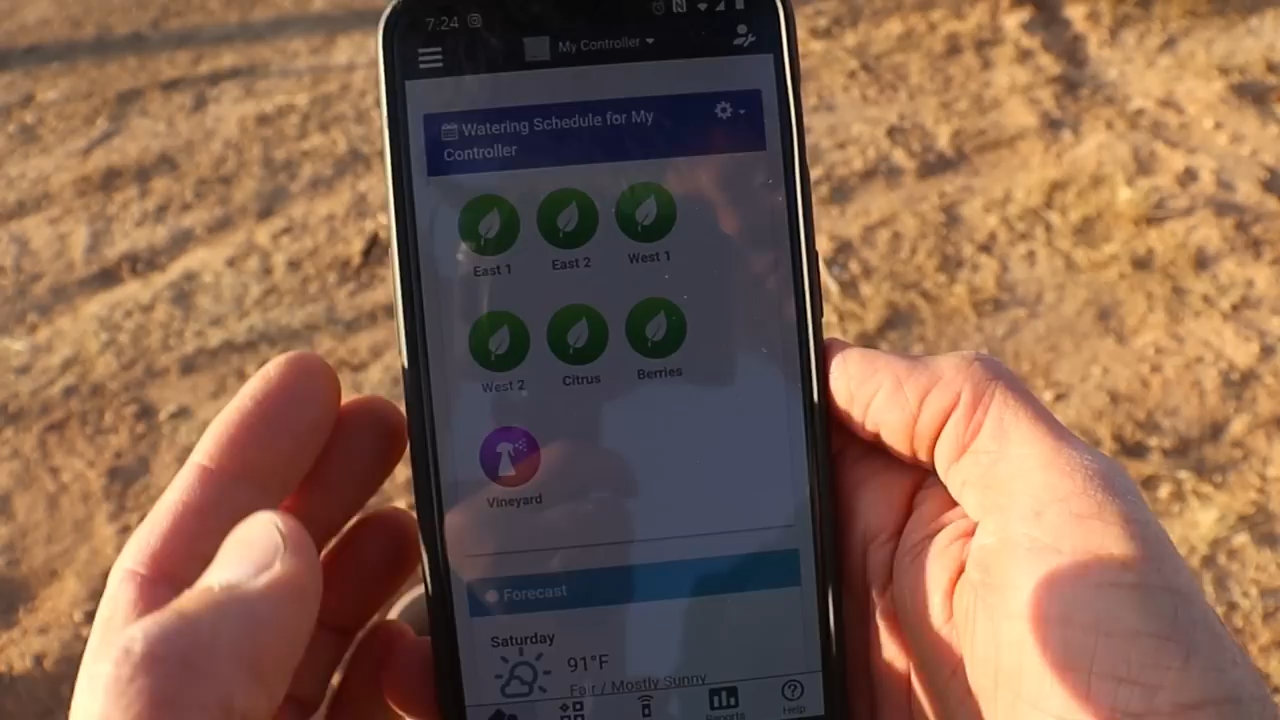 7:24
My Controller
Watering Schedule for My
Controller
East 1
East 2
West 1
West 2
Citrus
Berries
Vineyard
Forecast
Saturday
91°F
Fair / Mostly Sunny
Reports
Help